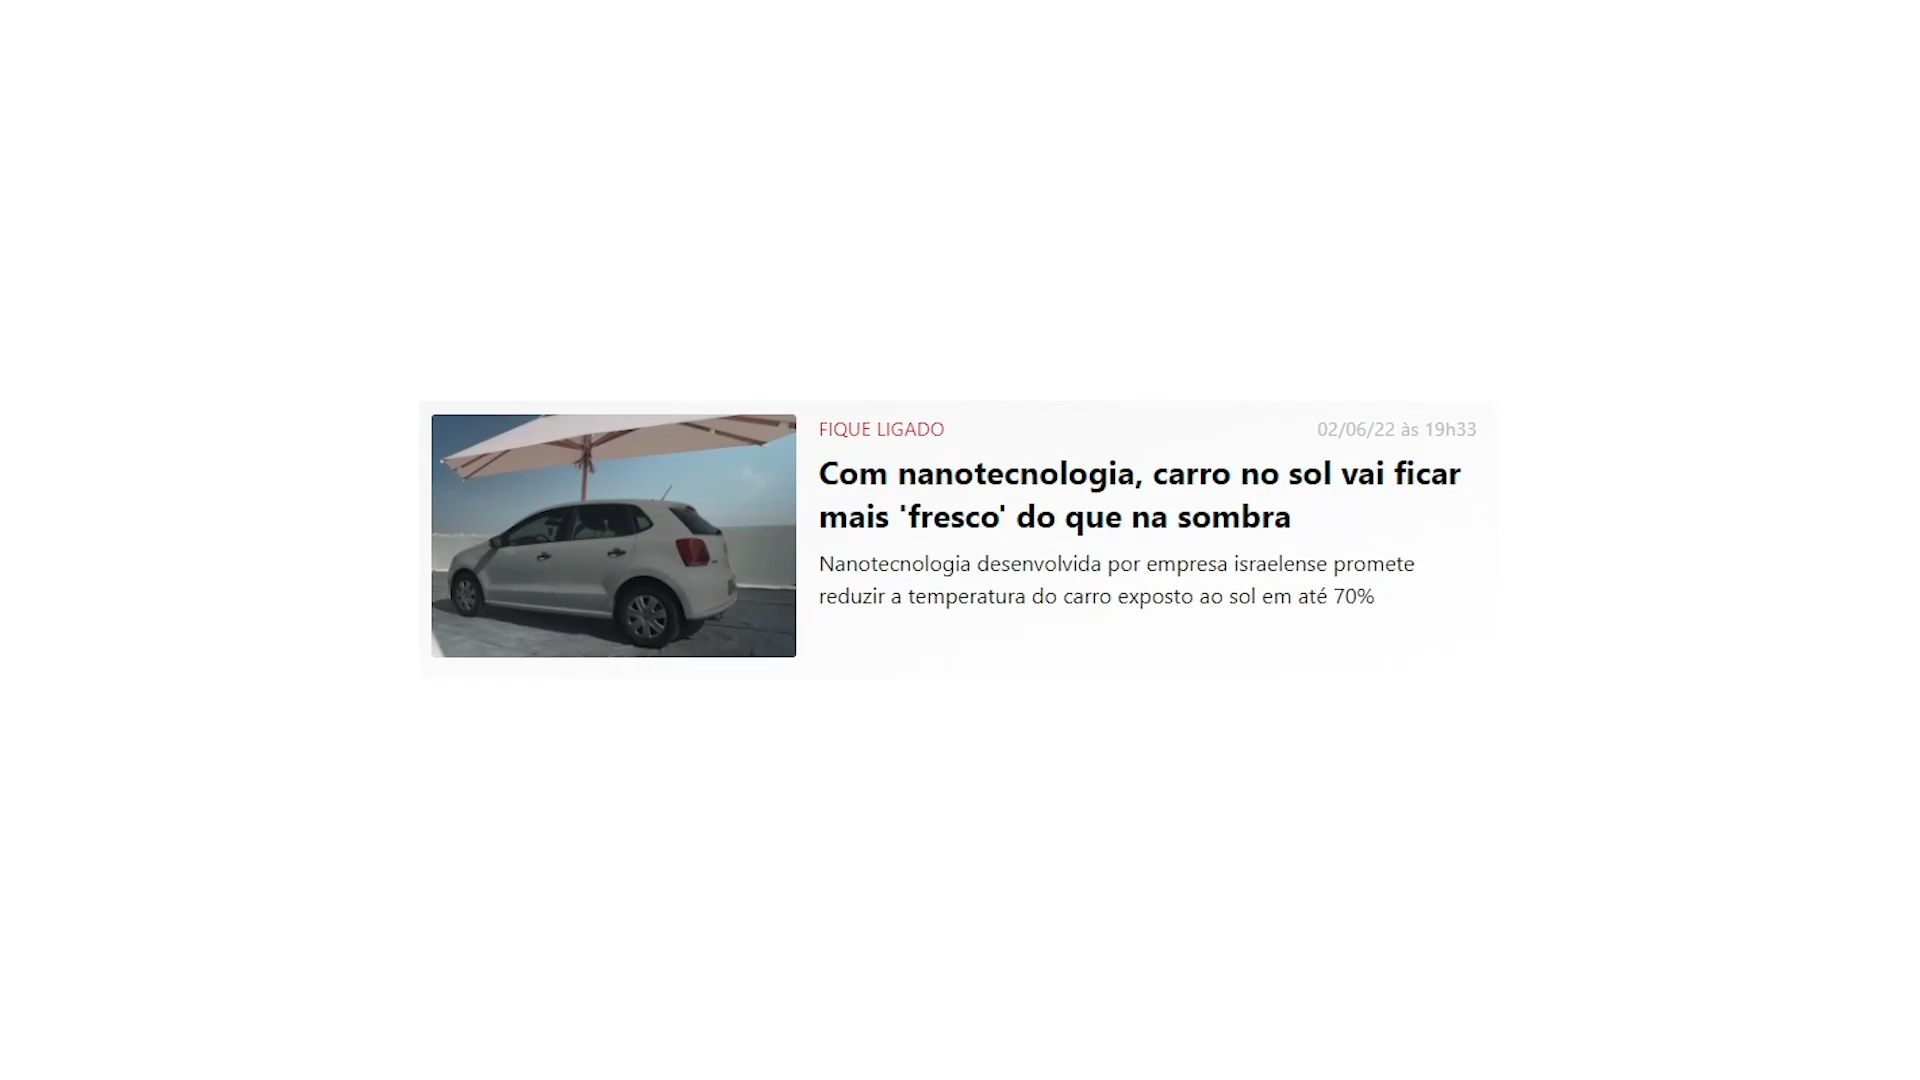 FIQUE LIGADO
02/06/22 às 19h33
Com nanotecnologia, carro no sol vai ficar
mais 'fresco' do que na sombra
Nanotecnologia desenvolvida por empresa israelense promete
reduzir a temperatura do carro exposto ao sol em até 70%